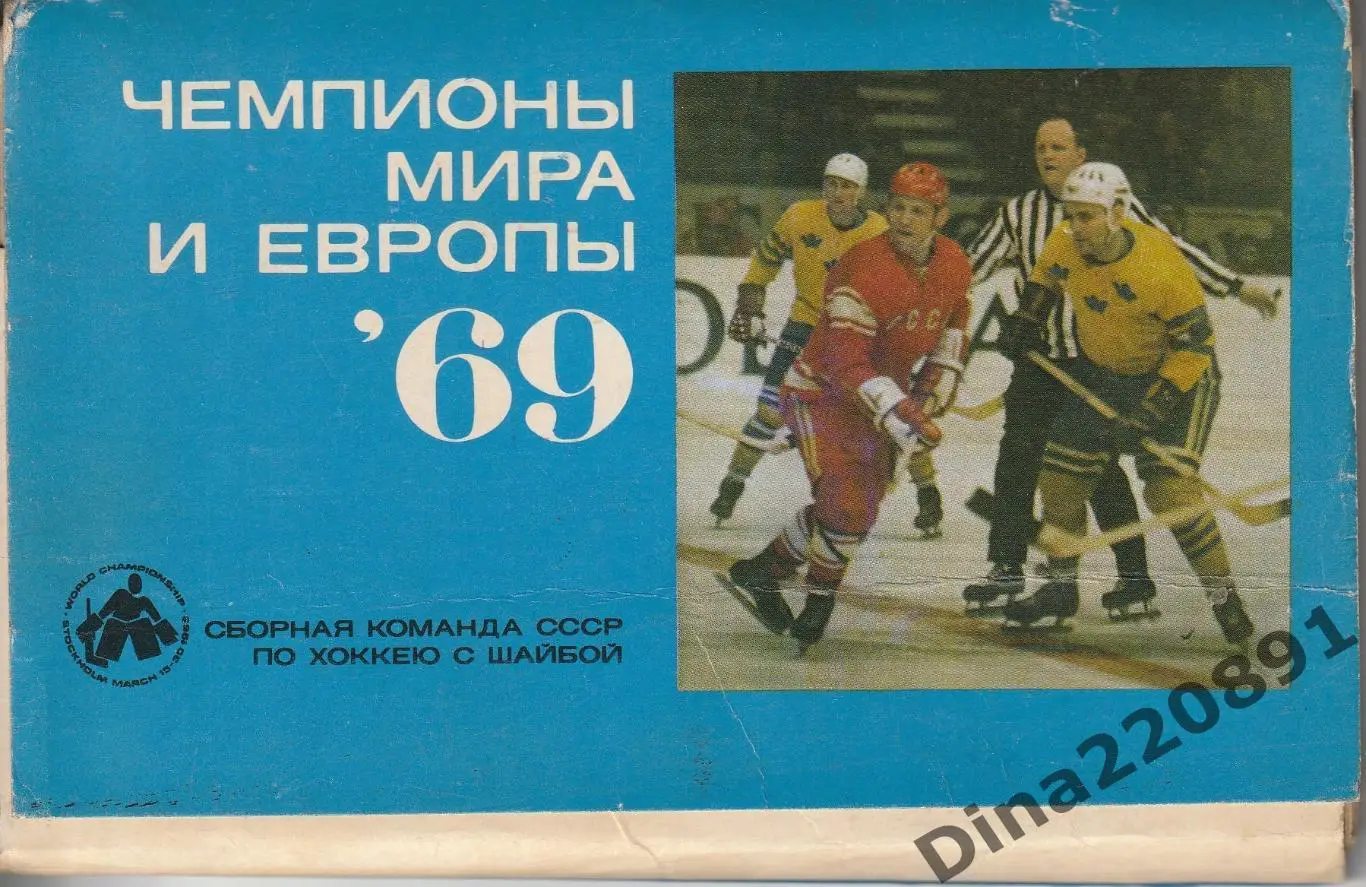 ЧЕМПИОНЫ
МИРА
И ЕВРОПЫ
'69
WORLD CHAMPIONSHIP
STOCKHOLM MARCH 15-30 1969
СБОРНАЯ КОМАНДА СССР
ПО ХОККЕЮ С ШАЙБОЙ
СССР
Dina220891